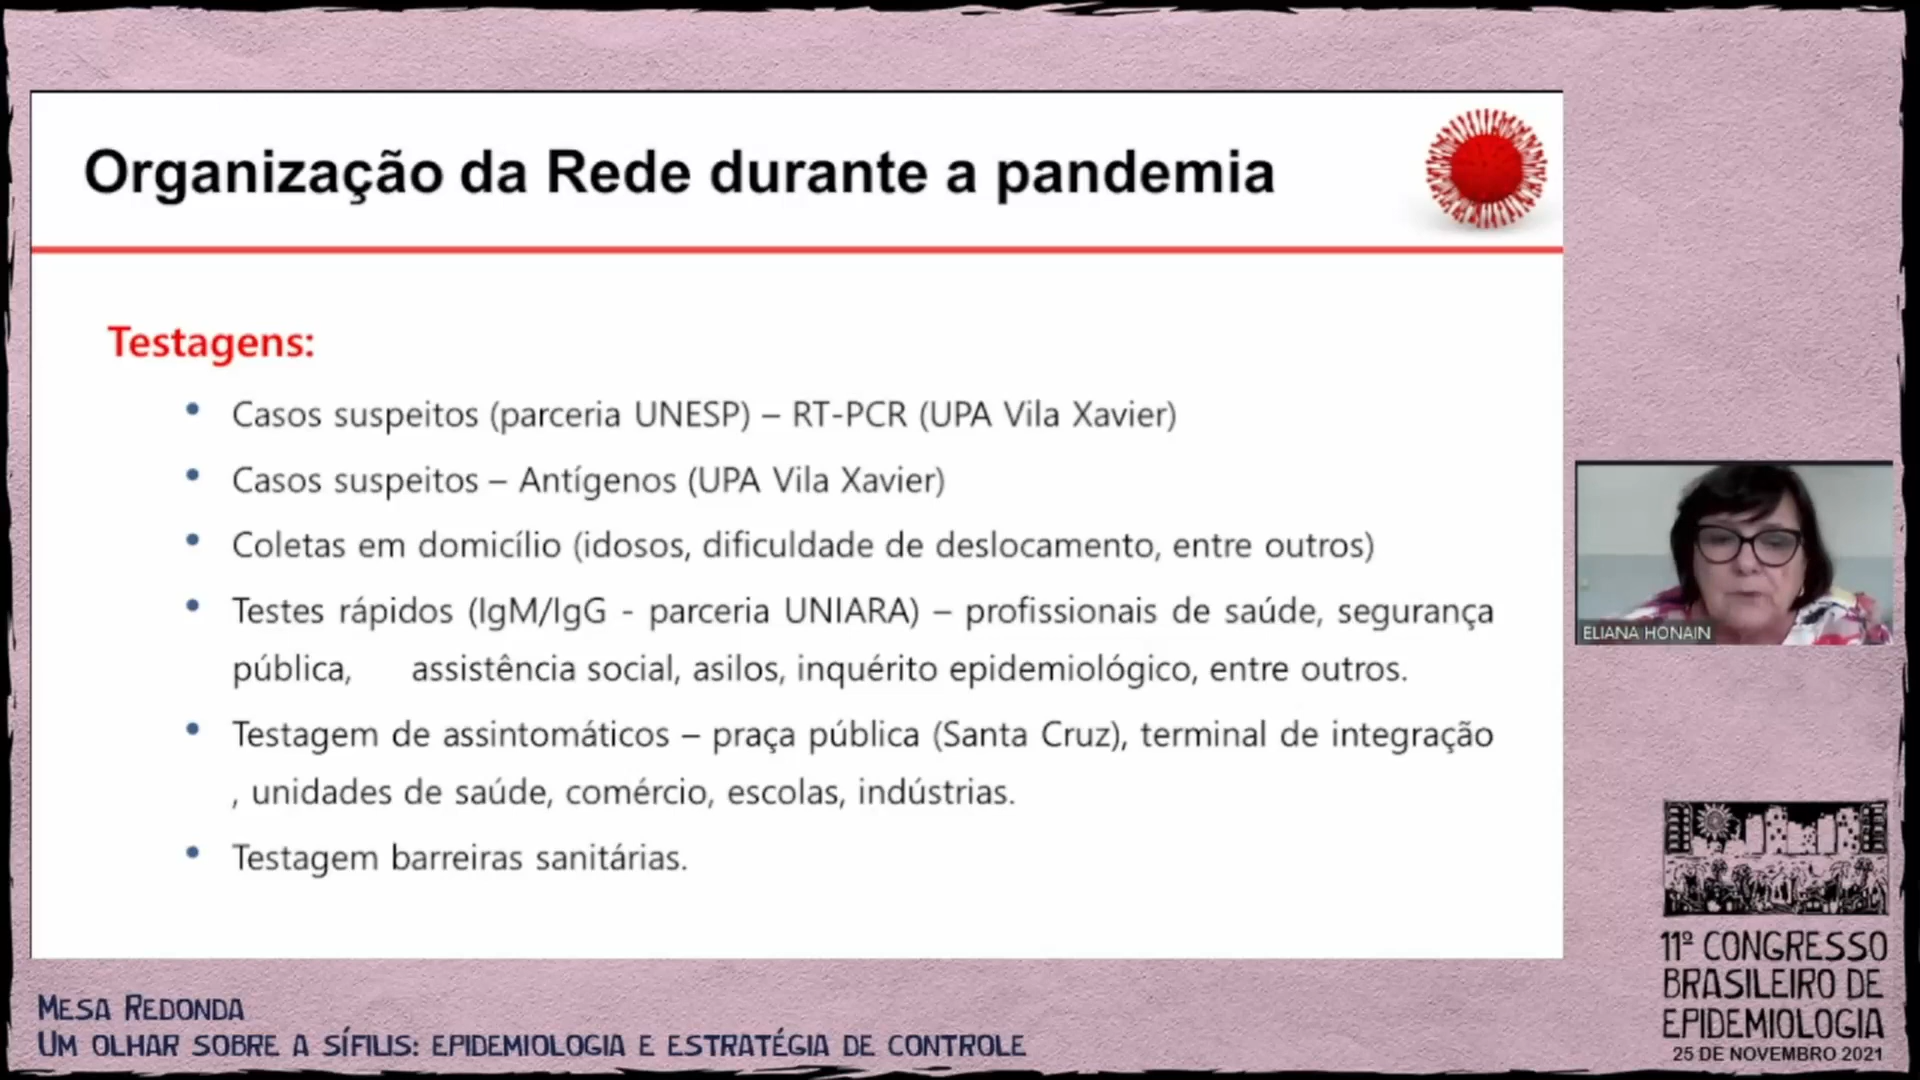 Organização da Rede durante a pandemia
Testagens:
• Casos suspeitos (parceria UNESP) – RT-PCR (UPA Vila Xavier)
• Casos suspeitos – Antígenos (UPA Vila Xavier)
• Coletas em domicílio (idosos, dificuldade de deslocamento, entre outros)
• Testes rápidos (IgM/IgG - parceria UNIARA) – profissionais de saúde, segurança
pública, assistência social, asilos, inquérito epidemiológico, entre outros.
• Testagem de assintomáticos – praça pública (Santa Cruz), terminal de integração
, unidades de saúde, comércio, escolas, indústrias.
• Testagem barreiras sanitárias.
ELIANA HONAIN
11º CONGRESSO
BRASILEIRO DE
EPIDEMIOLOGIA
25 DE NOVEMBRO 2021
MESA REDONDA
UM OLHAR SOBRE A SÍFILIS: EPIDEMIOLOGIA E ESTRATÉGIA DE CONTROLE